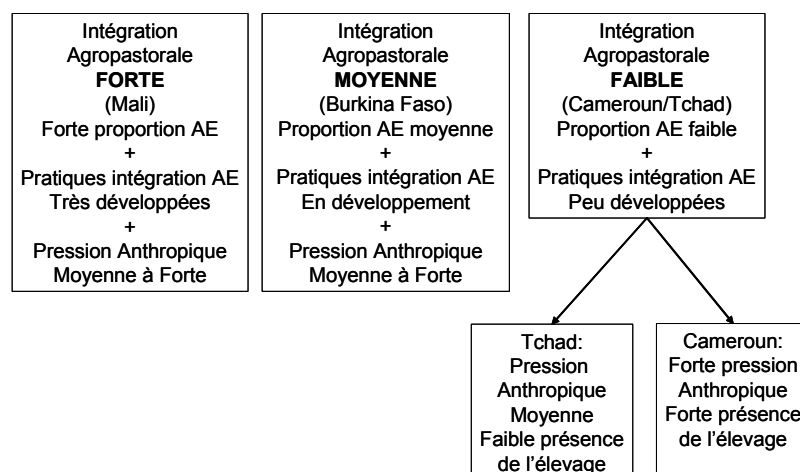 Intégration
Agropastorale
FORTE
(Mali)
Forte proportion AE
+
Pratiques intégration AE
Très développées
+
Pression Anthropique
Moyenne à Forte
Intégration
Agropastorale
MOYENNE
(Burkina Faso)
Proportion AE moyenne
+
Pratiques intégration AE
En développement
+
Pression Anthropique
Moyenne à Forte
Intégration
Agropastorale
FAIBLE
(Cameroun/Tchad)
Proportion AE faible
+
Pratiques intégration AE
Peu développées
Tchad:
Pression
Anthropique
Moyenne
Faible présence
de l'élevage
Cameroun:
Forte pression
Anthropique
Forte présence
de l'élevage